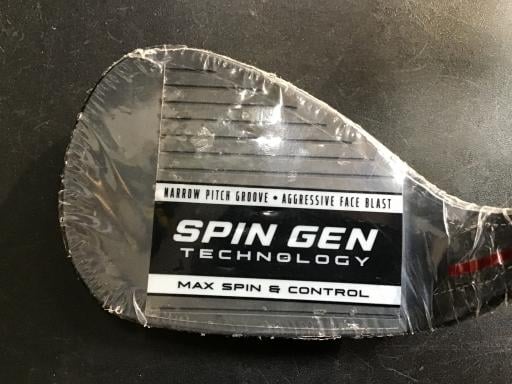 NARROW PITCH GROOVE • AGGRESSIVE FACE BLAST
SPIN GEN
TECHNOLOGY
MAX SPIN & CONTROL